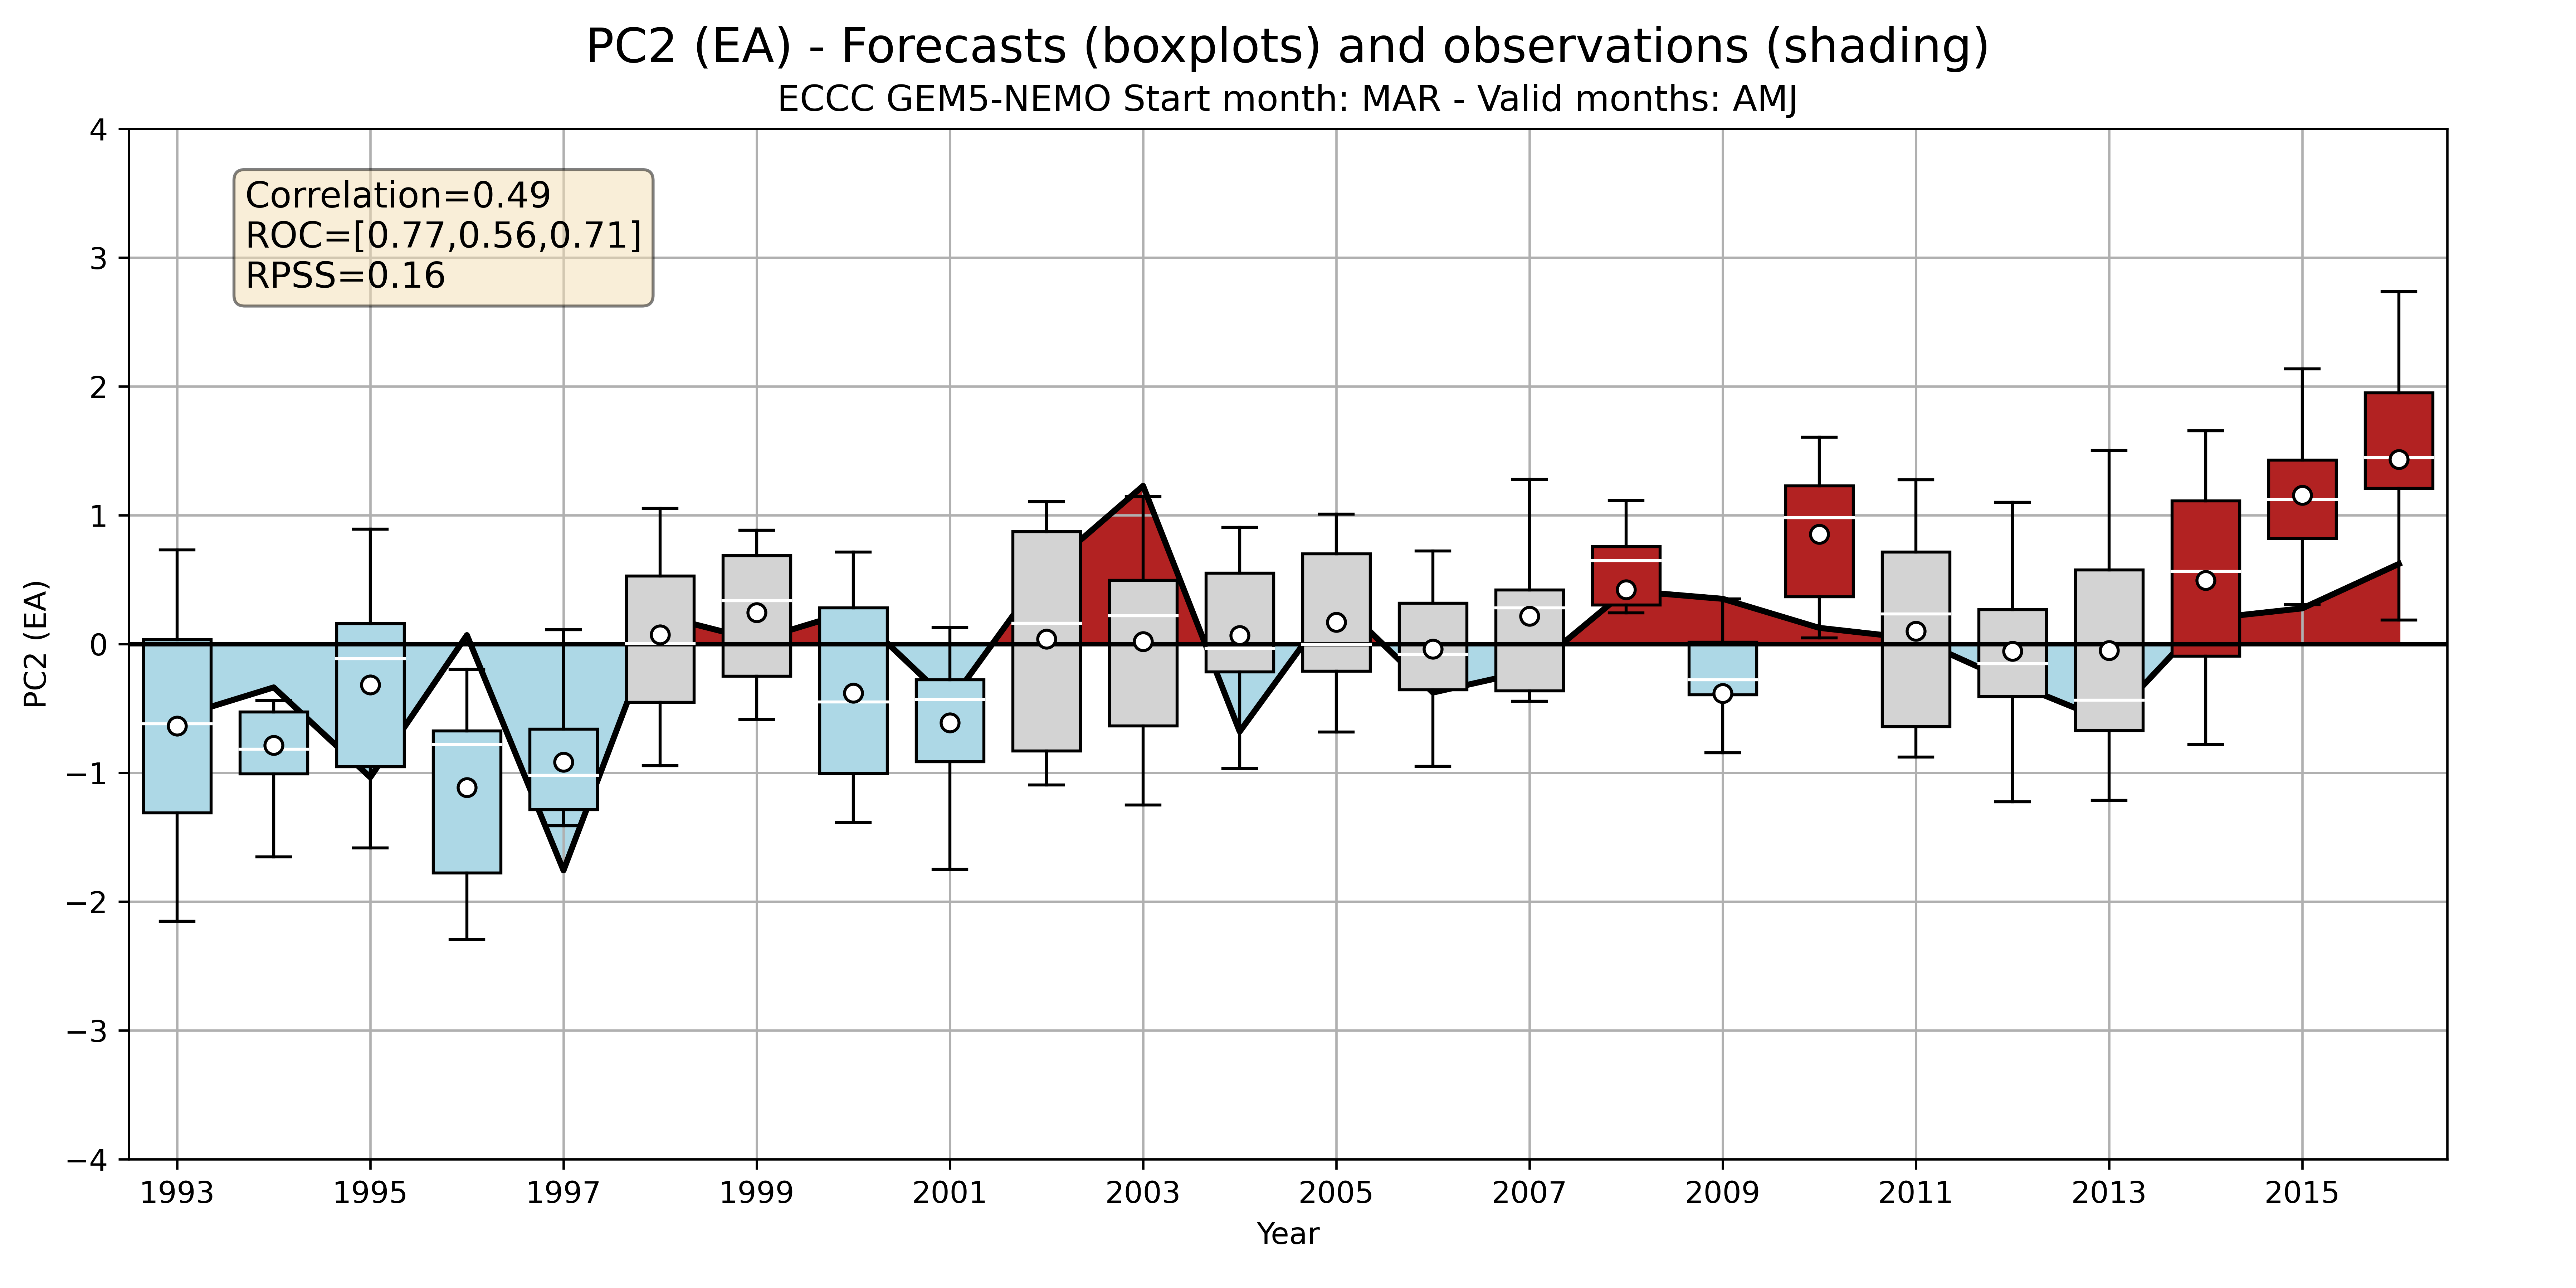 PC2 (EA) - Forecasts (boxplots) and observations (shading)
ECCC GEM5-NEMO Start month: MAR - Valid months: AMJ
Correlation=0.49
ROC=[0.77,0.56,0.71]
RPSS=0.16
PC2 (EA)
4
3
2
1
0
−1
−2
−3
−4
1993 1995 1997 1999 2001 2003 2005 2007 2009 2011 2013 2015
Year